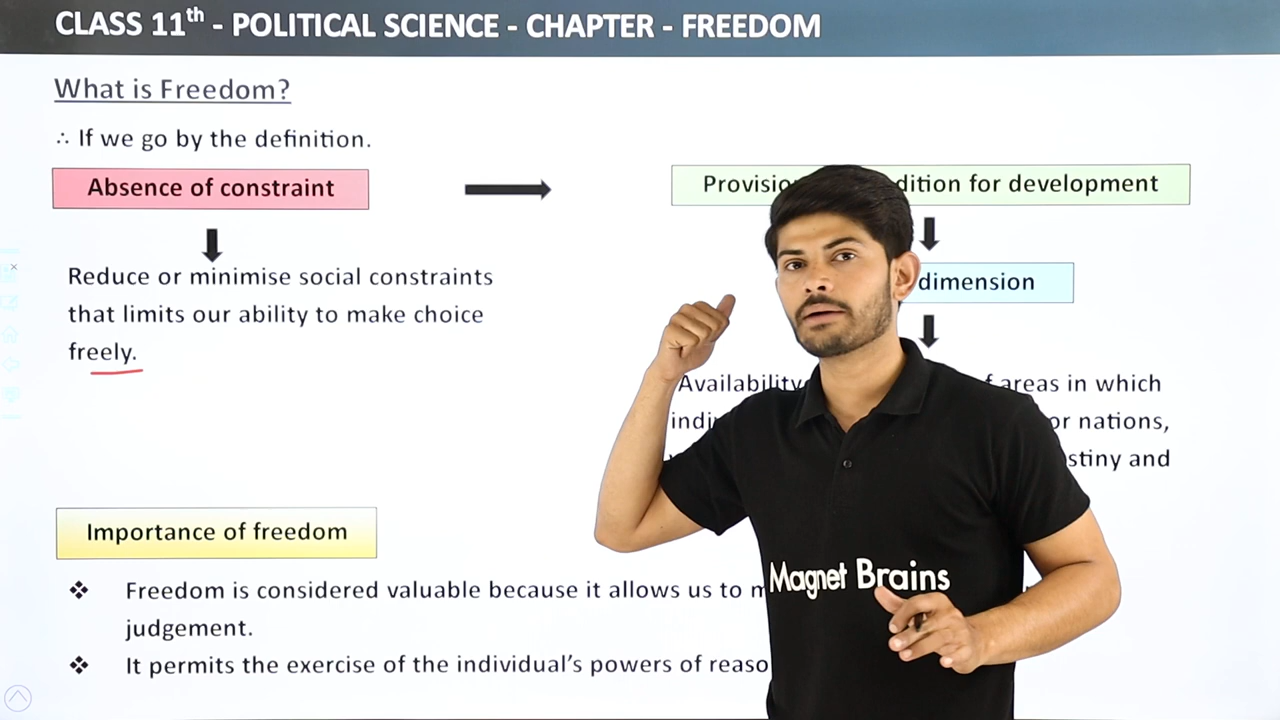 CLASS 11th - POLITICAL SCIENCE - CHAPTER - FREEDOM
What is Freedom?
∴ If we go by the definition.
Absence of constraint
Reduce or minimise social constraints
that limits our ability to make choice
freely.
for development
dimension
Availability
areas in which
or nations,
and
Importance of freedom
❖ Freedom is considered valuable because it allows us to
judgement.
❖ It permits the exercise of the individual's powers of
Magnet Brains